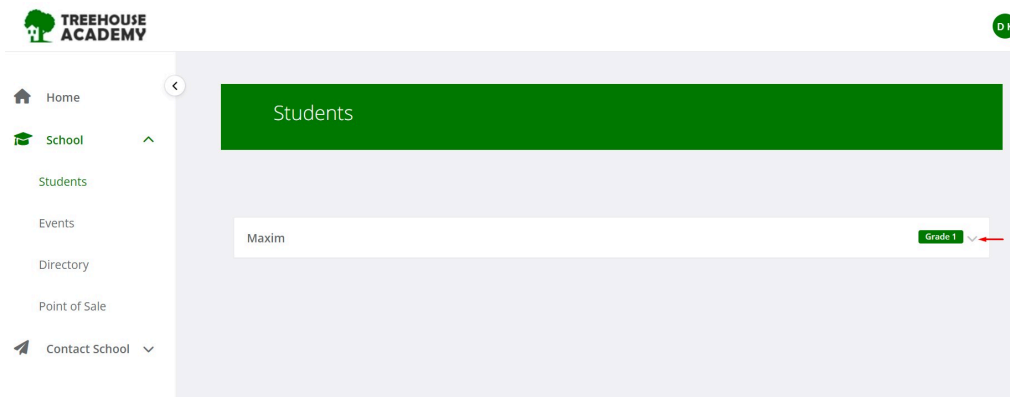 TREEHOUSE
ACADEMY
D K
Home
School
Students
Events
Directory
Point of Sale
Contact School
Students
Maxim
Grade 1